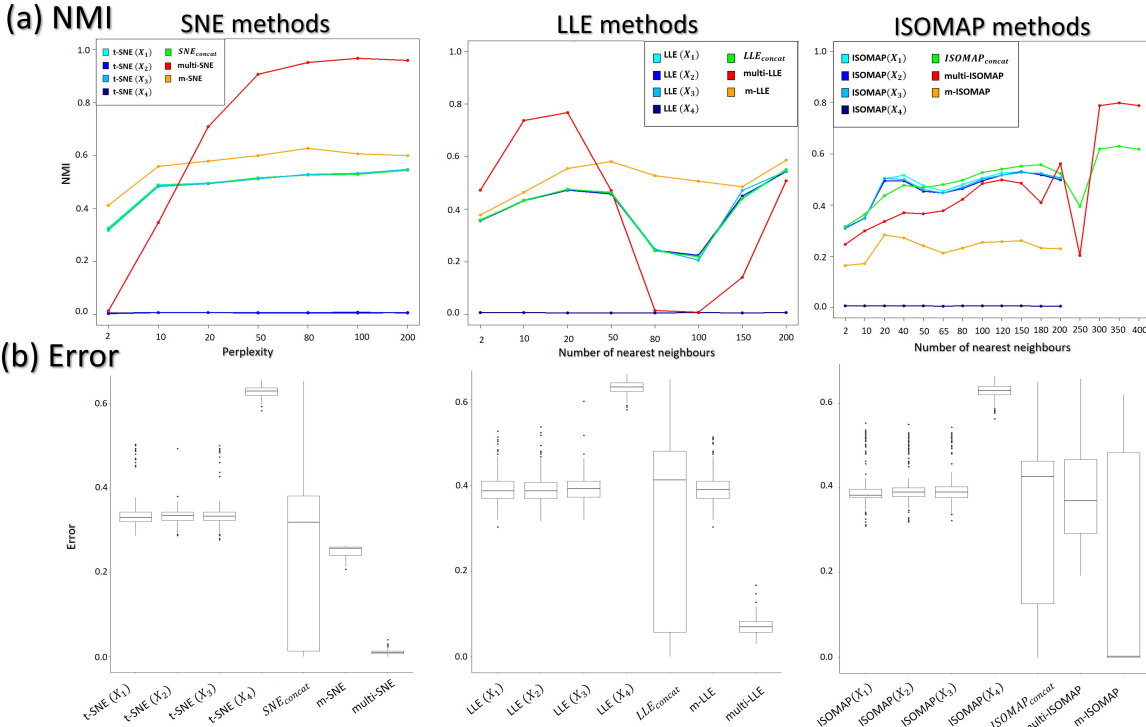 (a) NMI
SNE methods
t-SNE (X₁)
t-SNE (X₂)
t-SNE (X₃)
t-SNE (X₄)
SNE_concat
multi-SNE
m-SNE
NMI
1.0
0.8
0.6
0.4
0.2
0.0
2 10 20 50 80 100 200
Perplexity
LLE methods
LLE (X₁)
LLE (X₂)
LLE (X₃)
LLE (X₄)
LLE_concat
multi-LLE
m-LLE
1.0
0.8
0.6
0.4
0.2
0.0
2 10 20 50 80 100 150 200
Number of nearest neighbours
ISOMAP methods
ISOMAP(X₁)
ISOMAP(X₂)
ISOMAP(X₃)
ISOMAP(X₄)
ISOMAP_concat
multi-ISOMAP
m-ISOMAP
1.0
0.8
0.6
0.4
0.2
0.0
2 10 20 40 50 65 80 100 120 150 180 200 250 300 350 400
Number of nearest neighbours
(b) Error
Error
0.6
0.4
0.2
0.0
t-SNE (X₁)
t-SNE (X₂)
t-SNE (X₃)
t-SNE (X₄)
SNE_concat
m-SNE
multi-SNE
0.6
0.4
0.2
0.0
LLE (X₁)
LLE (X₂)
LLE (X₃)
LLE (X₄)
LLE_concat
m-LLE
multi-LLE
0.6
0.4
0.2
0.0
ISOMAP(X₁)
ISOMAP(X₂)
ISOMAP(X₃)
ISOMAP(X₄)
ISOMAP_concat
multi-ISOMAP
m-ISOMAP